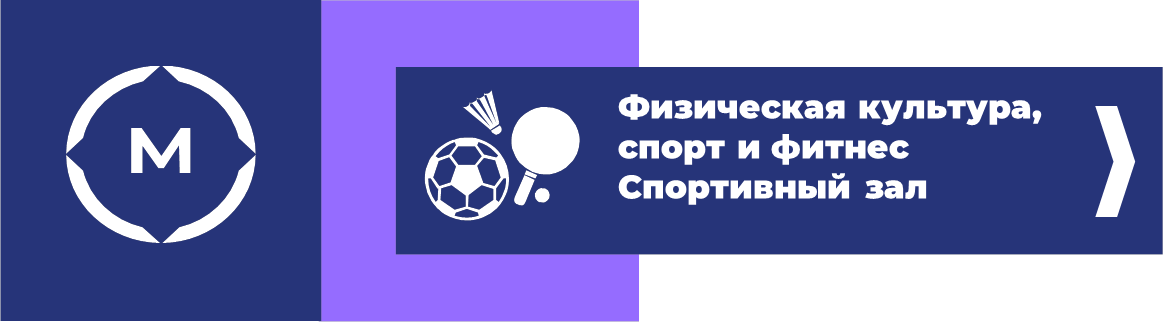 М
Физическая культура,
спорт и фитнес
Спортивный зал